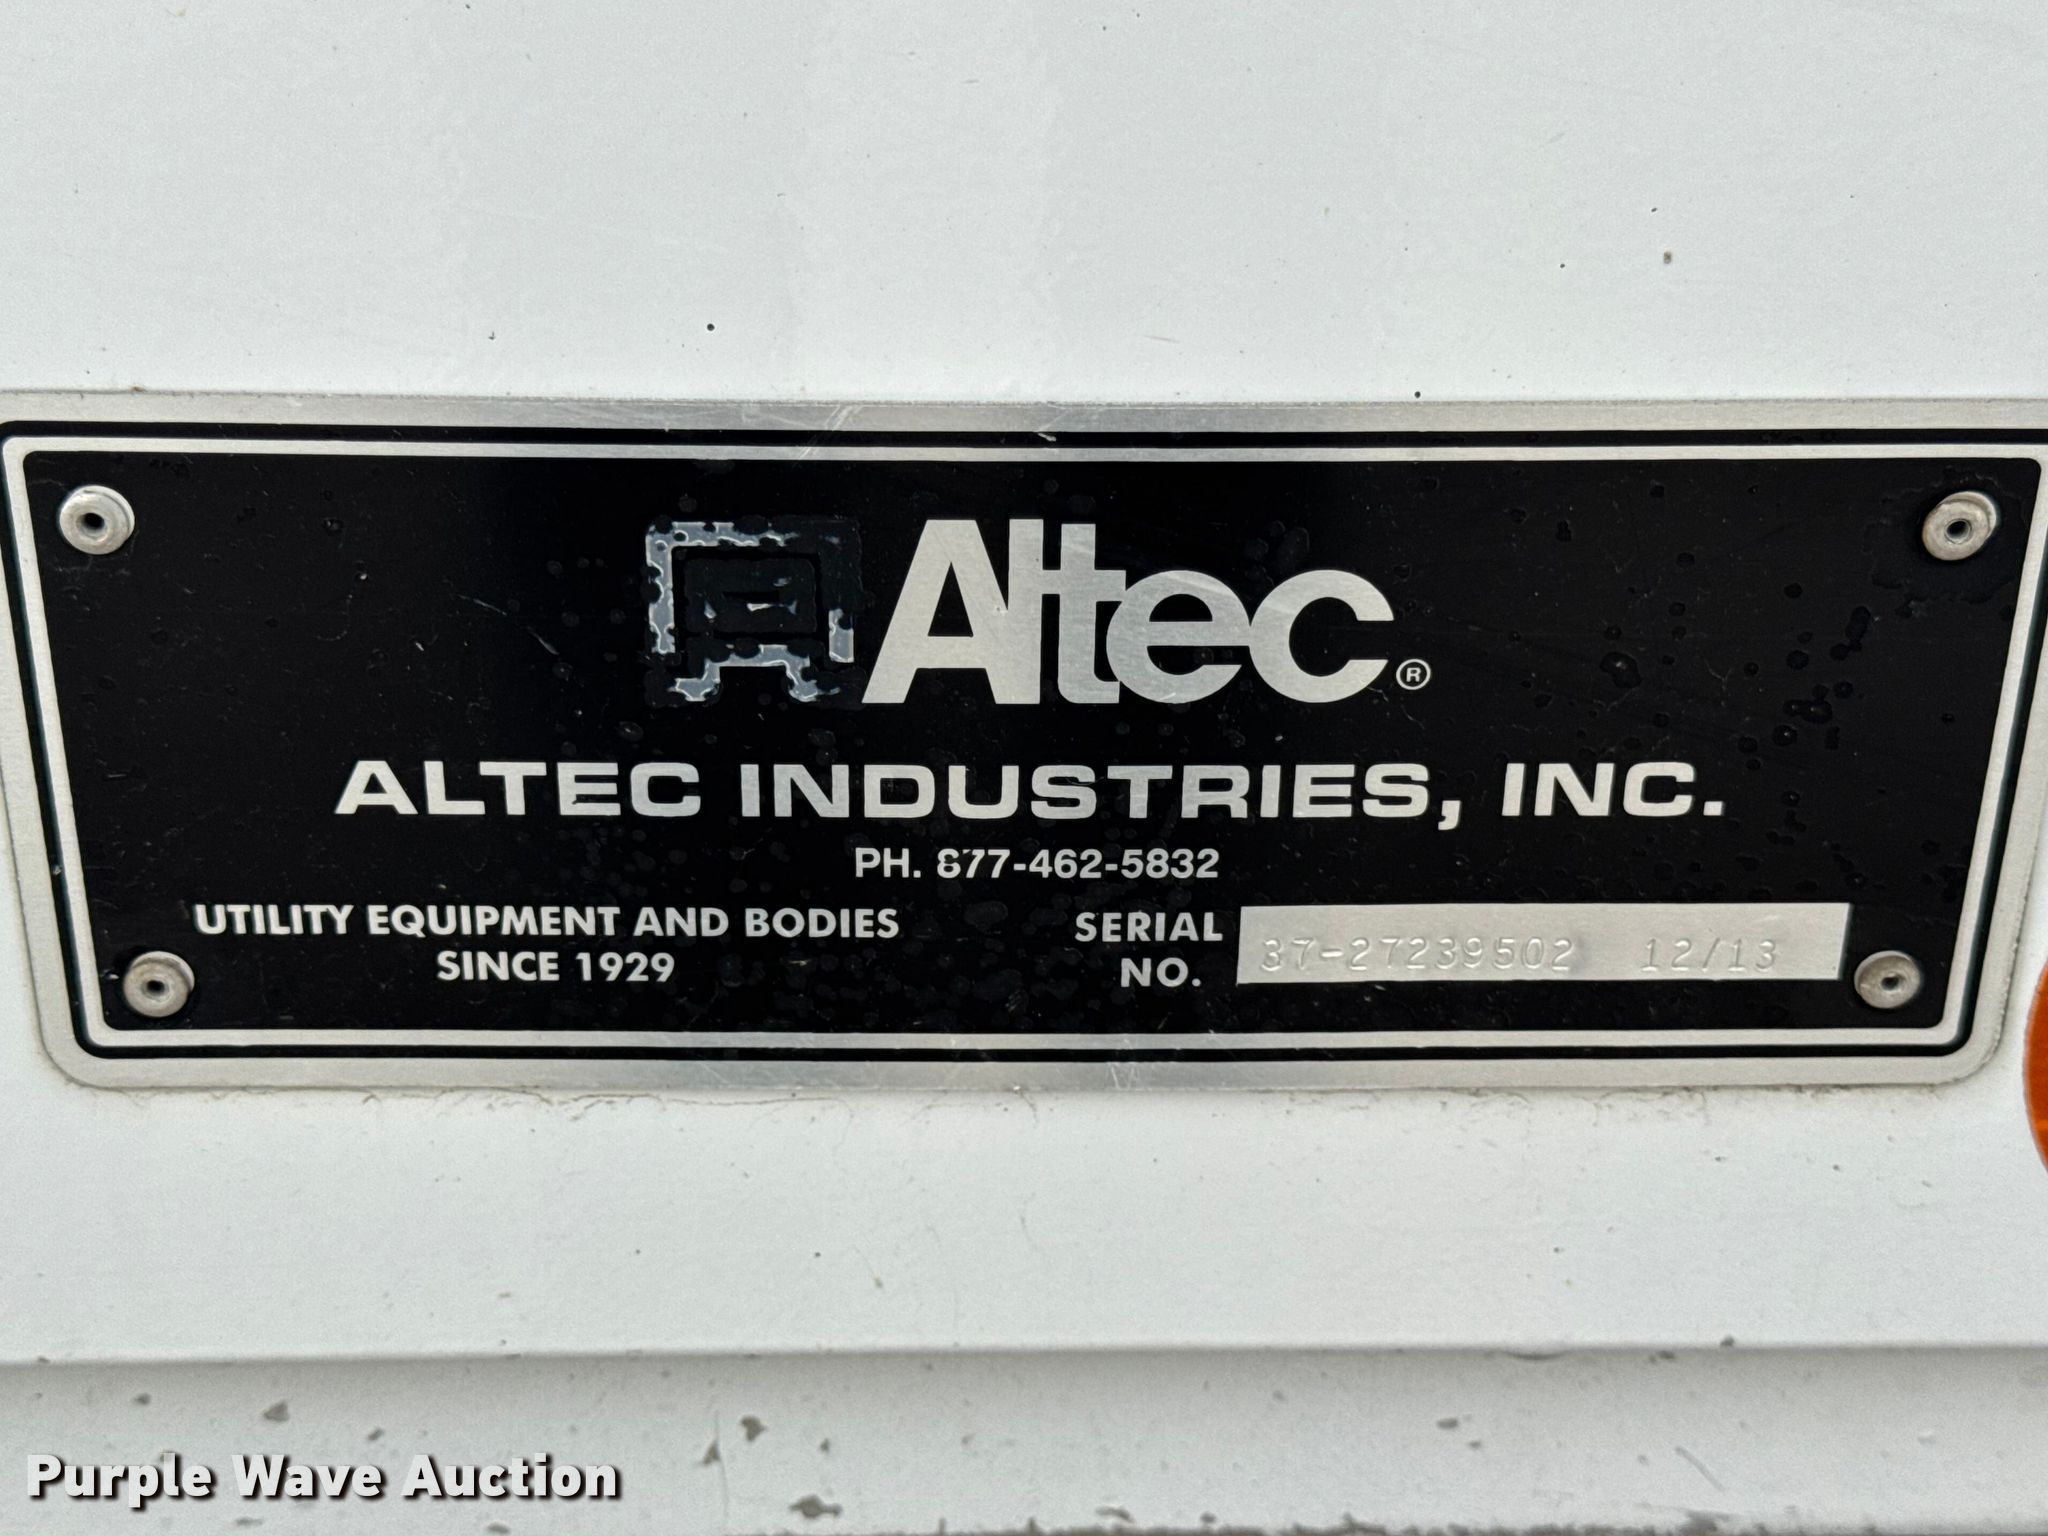 Altec®
ALTEC INDUSTRIES, INC.
PH. 877-462-5832
UTILITY EQUIPMENT AND BODIES
SINCE 1929
SERIAL
NO.
37-27239502 12/13
Purple Wave Auction